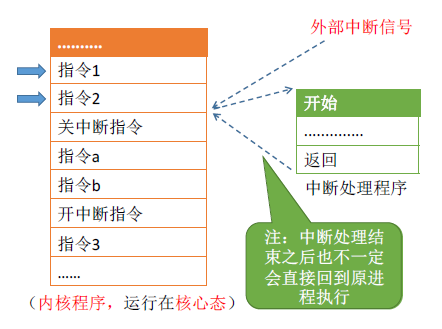 外部中断信号
..........
指令1
指令2
关中断指令
指令a
指令b
开中断指令
指令3
......
（内核程序，运行在核心态）
开始
..............
返回
中断处理程序
注：中断处理结
束之后也不一定
会直接回到原进
程执行